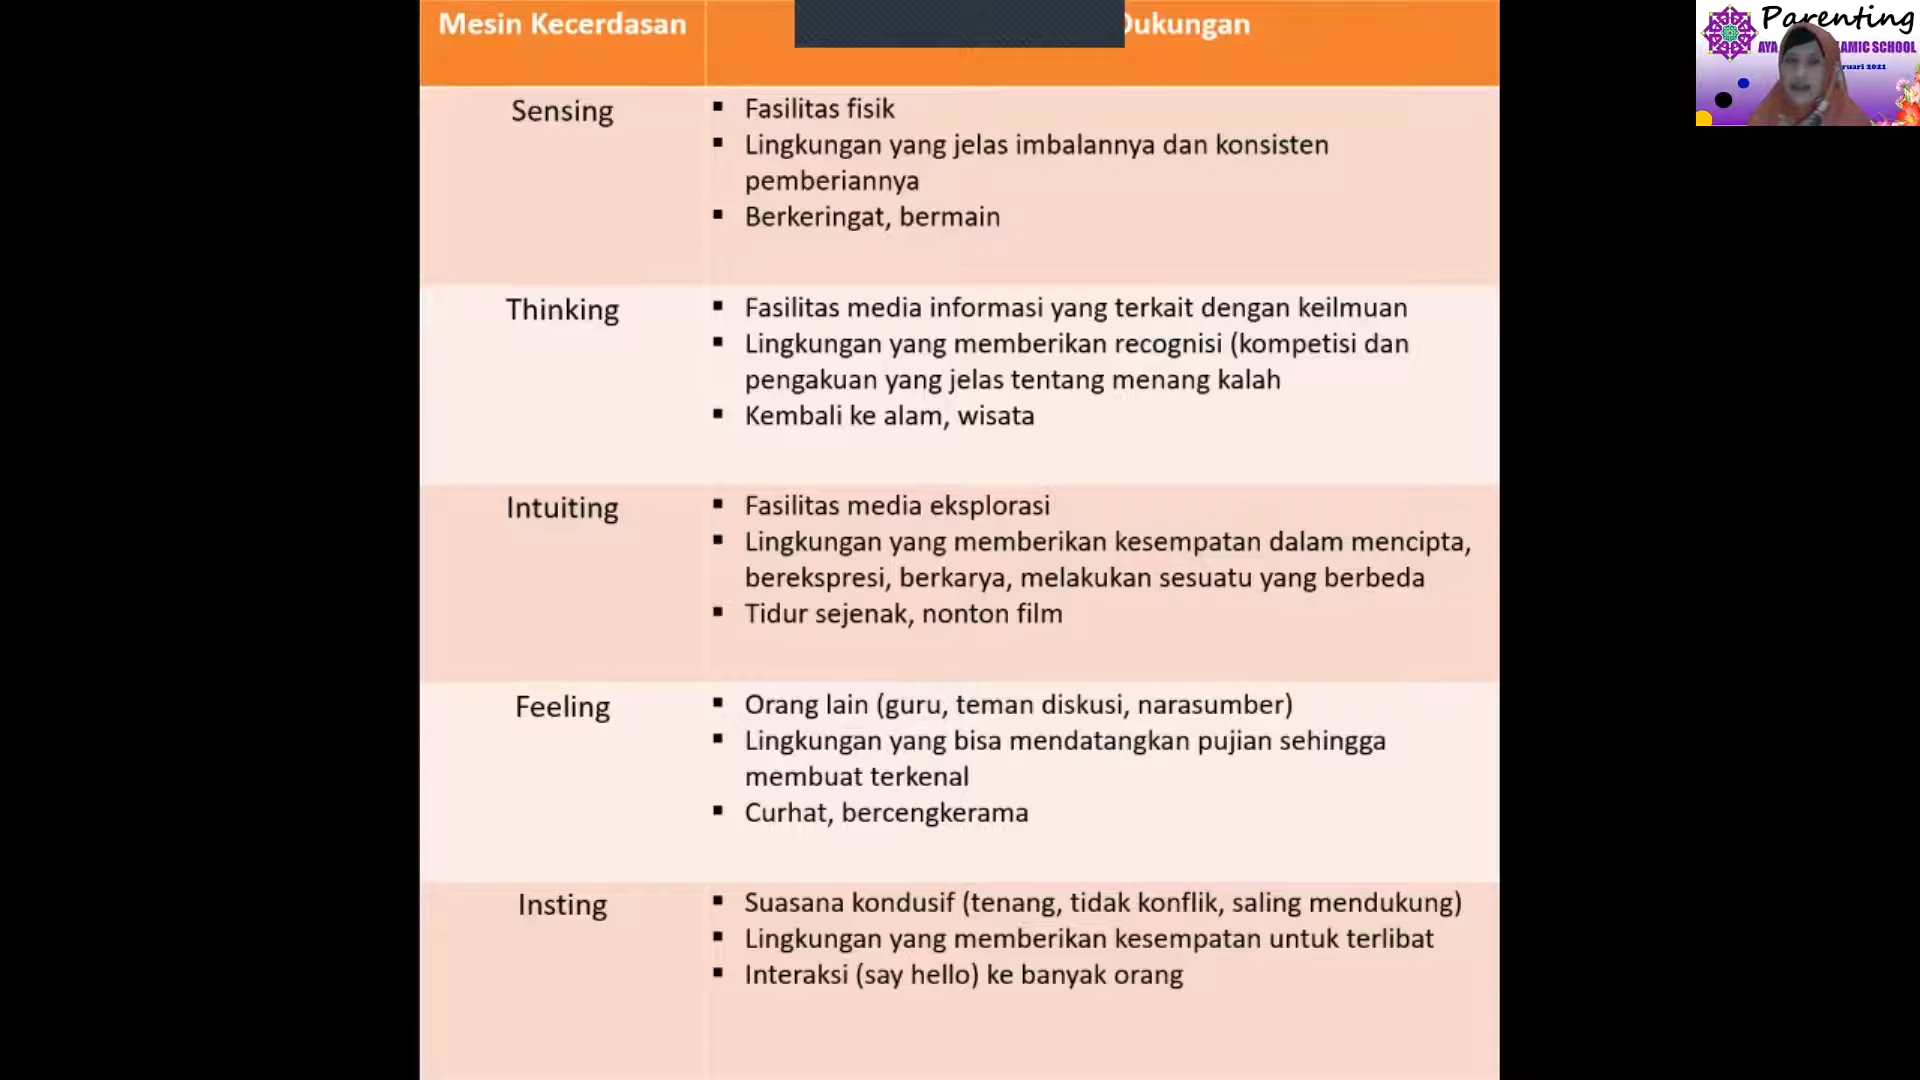 Mesin Kecerdasan
Dukungan
Sensing
▪ Fasilitas fisik
▪ Lingkungan yang jelas imbalannya dan konsisten
pemberiannya
▪ Berkeringat, bermain
Thinking
▪ Fasilitas media informasi yang terkait dengan keilmuan
▪ Lingkungan yang memberikan recognisi (kompetisi dan
pengakuan yang jelas tentang menang kalah
▪ Kembali ke alam, wisata
Intuiting
▪ Fasilitas media eksplorasi
▪ Lingkungan yang memberikan kesempatan dalam mencipta,
berekspresi, berkarya, melakukan sesuatu yang berbeda
▪ Tidur sejenak, nonton film
Feeling
▪ Orang lain (guru, teman diskusi, narasumber)
▪ Lingkungan yang bisa mendatangkan pujian sehingga
membuat terkenal
▪ Curhat, bercengkerama
Insting
▪ Suasana kondusif (tenang, tidak konflik, saling mendukung)
▪ Lingkungan yang memberikan kesempatan untuk terlibat
▪ Interaksi (say hello) ke banyak orang
Parenting
AYA
AMIC SCHOOL
ruari 2021